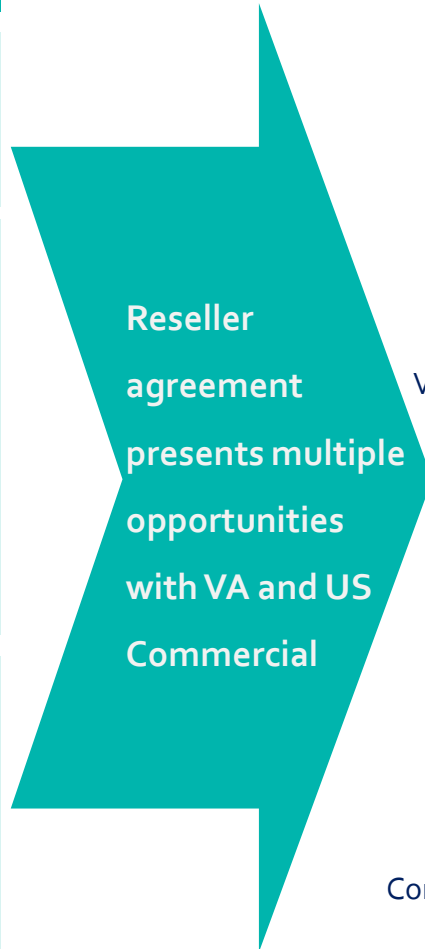 Reseller
agreement
presents multiple
opportunities
with VA and US
Commercial